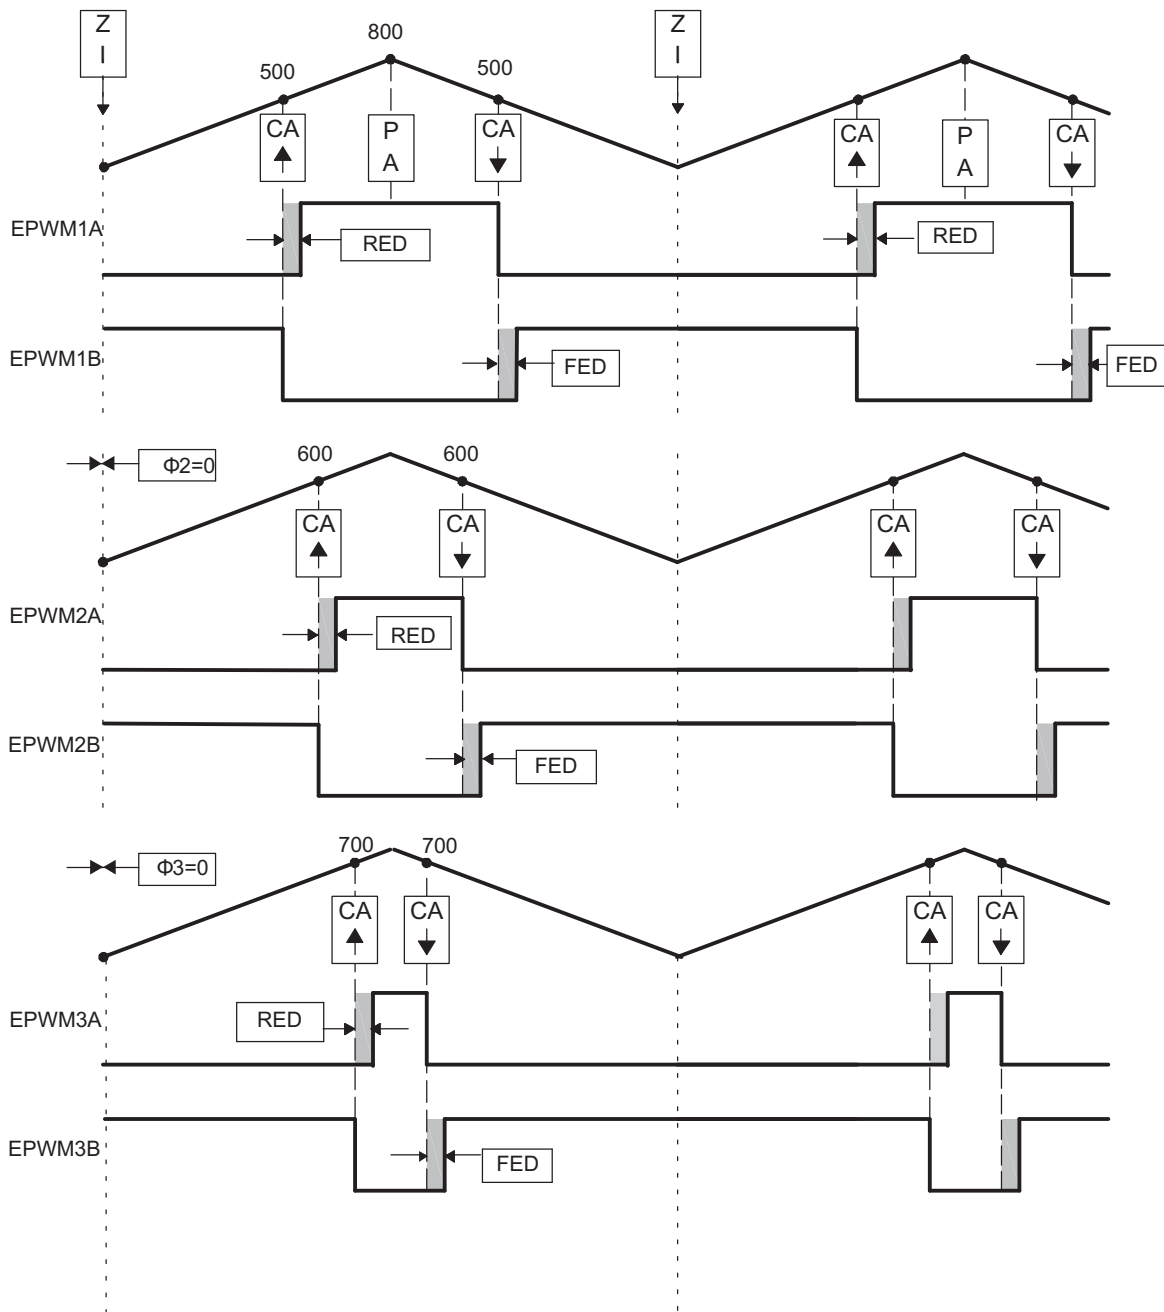 Z
I
800
Z
I
500
500
CA
P
A
CA
CA
P
A
CA
EPWM1A
RED
RED
EPWM1B
FED
FED
Φ2=0
600
600
CA
CA
CA
CA
EPWM2A
RED
EPWM2B
FED
Φ3=0
700
700
CA
CA
CA
CA
EPWM3A
RED
EPWM3B
FED